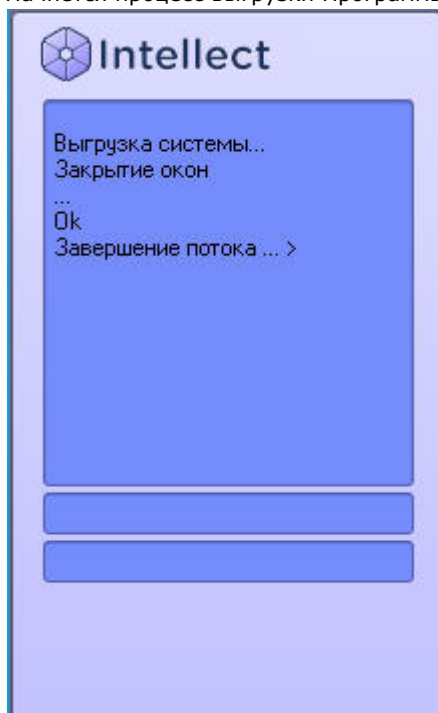 Intellect
Выгрузка системы...
Закрытие окон
...
Ok
Завершение потока ... >